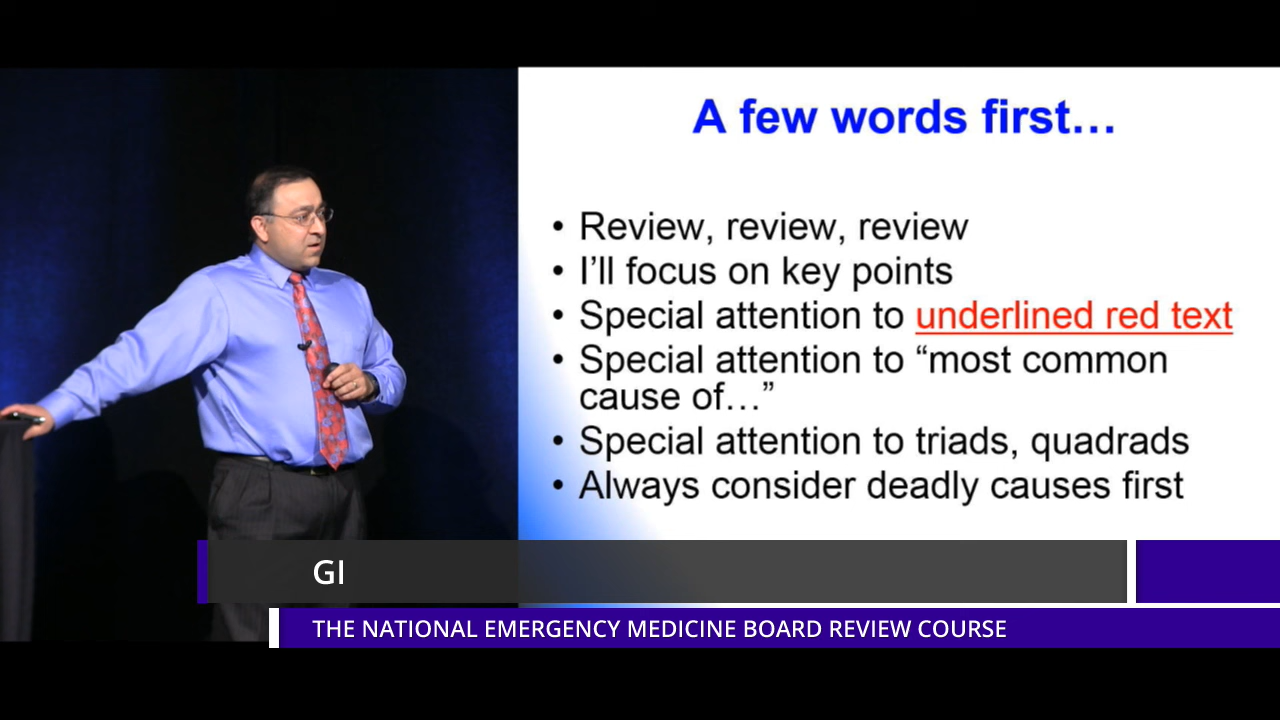 A few words first…
• Review, review, review
• I’ll focus on key points
• Special attention to underlined red text
• Special attention to “most common
cause of…”
• Special attention to triads, quadrads
• Always consider deadly causes first
GI
THE NATIONAL EMERGENCY MEDICINE BOARD REVIEW COURSE